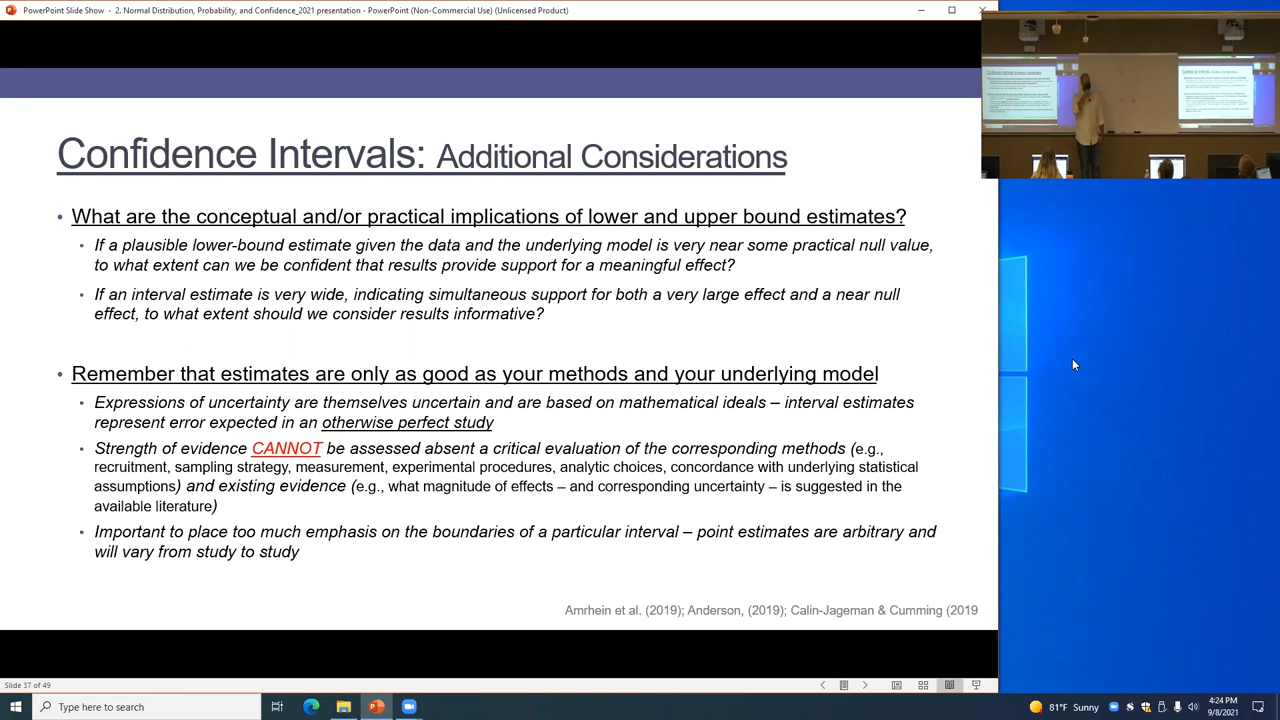 PowerPoint Slide Show - 2. Normal Distribution, Probability, and Confidence_2021 presentation - PowerPoint (Non-Commercial Use) (Unlicensed Product)
Confidence Intervals: Additional Considerations
• What are the conceptual and/or practical implications of lower and upper bound estimates?
If a plausible lower-bound estimate given the data and the underlying model is very near some practical null value,
to what extent can we be confident that results provide support for a meaningful effect?
If an interval estimate is very wide, indicating simultaneous support for both a very large effect and a near null
effect, to what extent should we consider results informative?
• Remember that estimates are only as good as your methods and your underlying model
Expressions of uncertainty are themselves uncertain and are based on mathematical ideals – interval estimates
represent error expected in an otherwise perfect study
Strength of evidence CANNOT be assessed absent a critical evaluation of the corresponding methods (e.g.,
recruitment, sampling strategy, measurement, experimental procedures, analytic choices, concordance with underlying statistical
assumptions) and existing evidence (e.g., what magnitude of effects – and corresponding uncertainty – is suggested in the
available literature)
Important to place too much emphasis on the boundaries of a particular interval – point estimates are arbitrary and
will vary from study to study
Amrhein et al. (2019); Anderson, (2019); Calin-Jageman & Cumming (2019
Slide 37 of 49
Type here to search
81°F Sunny
4:24 PM
9/8/2021